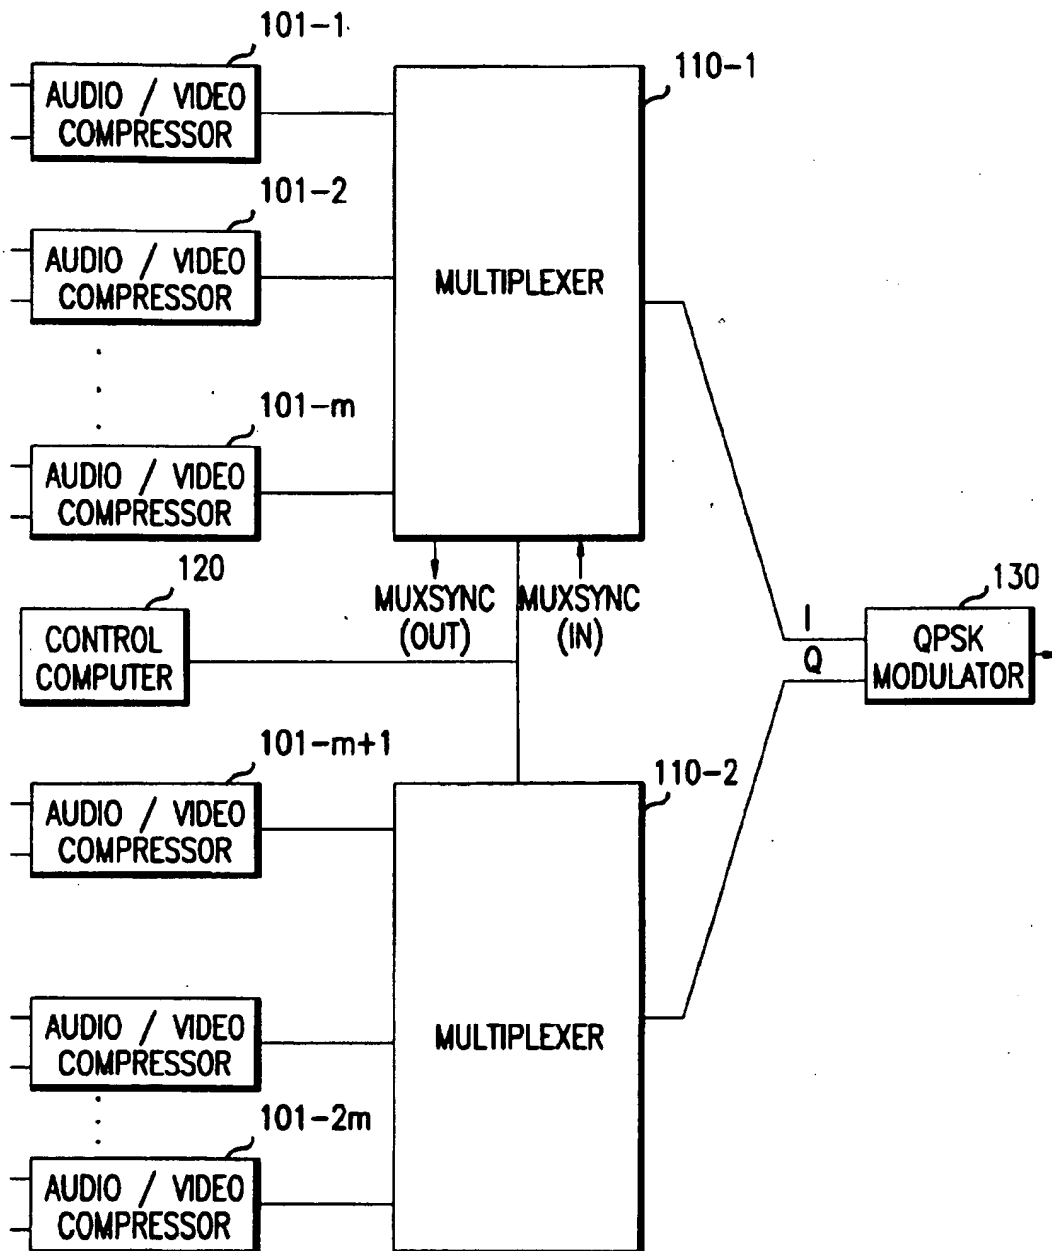 101-1
AUDIO / VIDEO
COMPRESSOR
110-1
101-2
AUDIO / VIDEO
COMPRESSOR
MULTIPLEXER
101-m
AUDIO / VIDEO
COMPRESSOR
120
CONTROL
COMPUTER
MUXSYNC
(OUT)
MUXSYNC
(IN)
I
Q
130
QPSK
MODULATOR
101-m+1
AUDIO / VIDEO
COMPRESSOR
110-2
AUDIO / VIDEO
COMPRESSOR
MULTIPLEXER
101-2m
AUDIO / VIDEO
COMPRESSOR